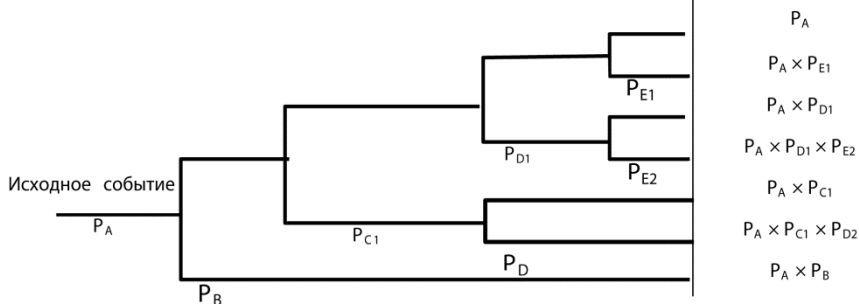 P_A
P_A × P_E1
P_E1
P_A × P_D1
P_D1
P_A × P_D1 × P_E2
P_E2
Исходное событие
P_A × P_C1
P_A
P_C1
P_A × P_C1 × P_D2
P_D
P_A × P_B
P_B